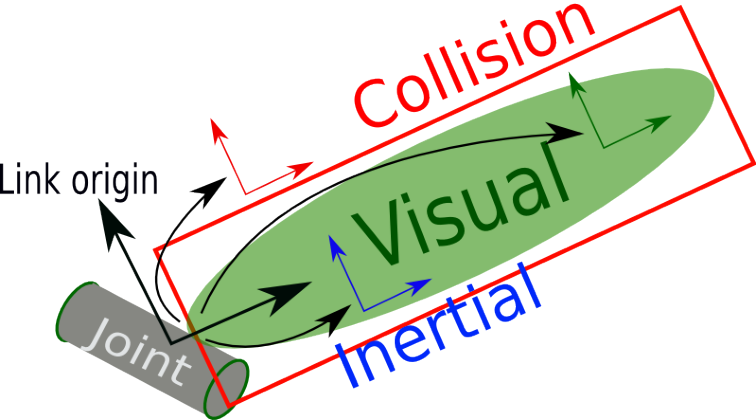 Collision
Link origin
Visual
Joint
Inertial